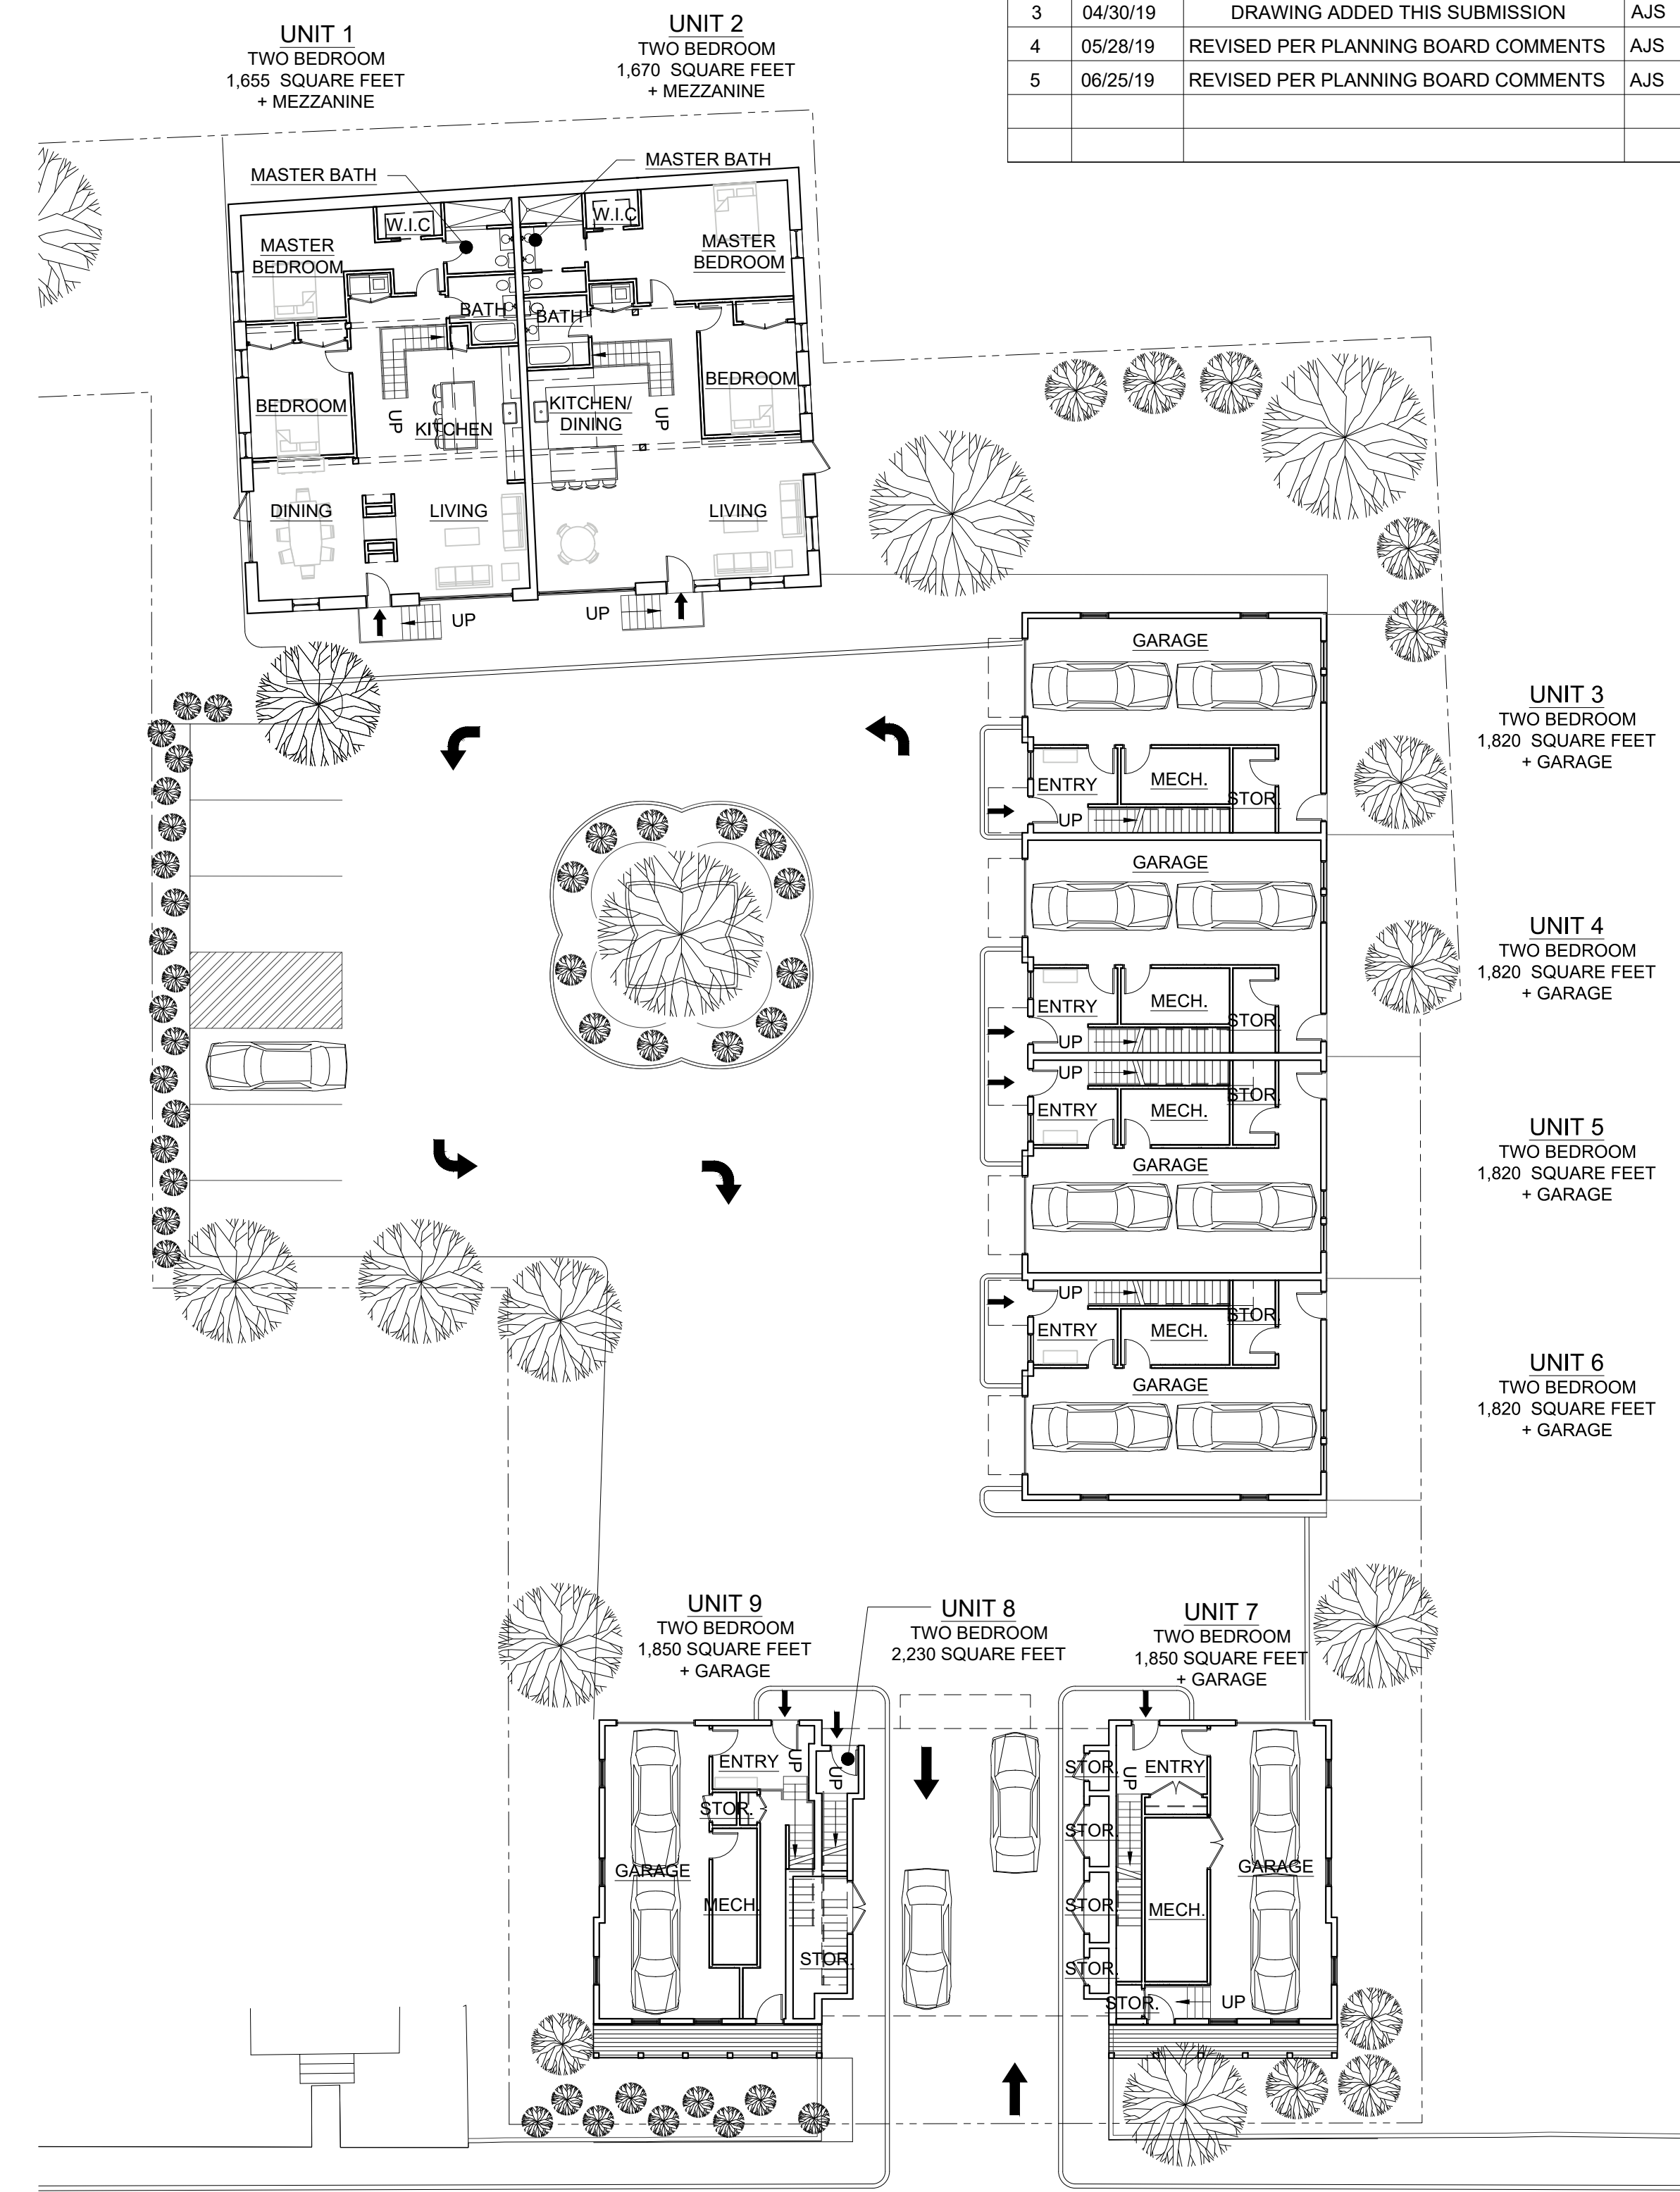 3 04/30/19 DRAWING ADDED THIS SUBMISSION AJS
4 05/28/19 REVISED PER PLANNING BOARD COMMENTS AJS
5 06/25/19 REVISED PER PLANNING BOARD COMMENTS AJS
UNIT 1
TWO BEDROOM
1,655 SQUARE FEET
+ MEZZANINE
UNIT 2
TWO BEDROOM
1,670 SQUARE FEET
+ MEZZANINE
MASTER BATH
MASTER BATH
W.I.C
W.I.C
MASTER
BEDROOM
MASTER
BEDROOM
BATH
BATH
BEDROOM
UP
KITCHEN
KITCHEN/
DINING
UP
BEDROOM
DINING
LIVING
LIVING
UP
UP
GARAGE
ENTRY
MECH.
STOR.
UP
UNIT 3
TWO BEDROOM
1,820 SQUARE FEET
+ GARAGE
GARAGE
ENTRY
MECH.
STOR.
UP
UNIT 4
TWO BEDROOM
1,820 SQUARE FEET
+ GARAGE
UP
STOR.
ENTRY
MECH.
GARAGE
UNIT 5
TWO BEDROOM
1,820 SQUARE FEET
+ GARAGE
UP
STOR.
ENTRY
MECH.
GARAGE
UNIT 6
TWO BEDROOM
1,820 SQUARE FEET
+ GARAGE
UNIT 9
TWO BEDROOM
1,850 SQUARE FEET
+ GARAGE
UNIT 8
TWO BEDROOM
2,230 SQUARE FEET
UNIT 7
TWO BEDROOM
1,850 SQUARE FEET
+ GARAGE
ENTRY
UP
UP
STOR.
GARAGE
MECH.
STOR.
STOR.
UP
ENTRY
STOR.
GARAGE
STOR.
MECH.
STOR.
STOR.
UP